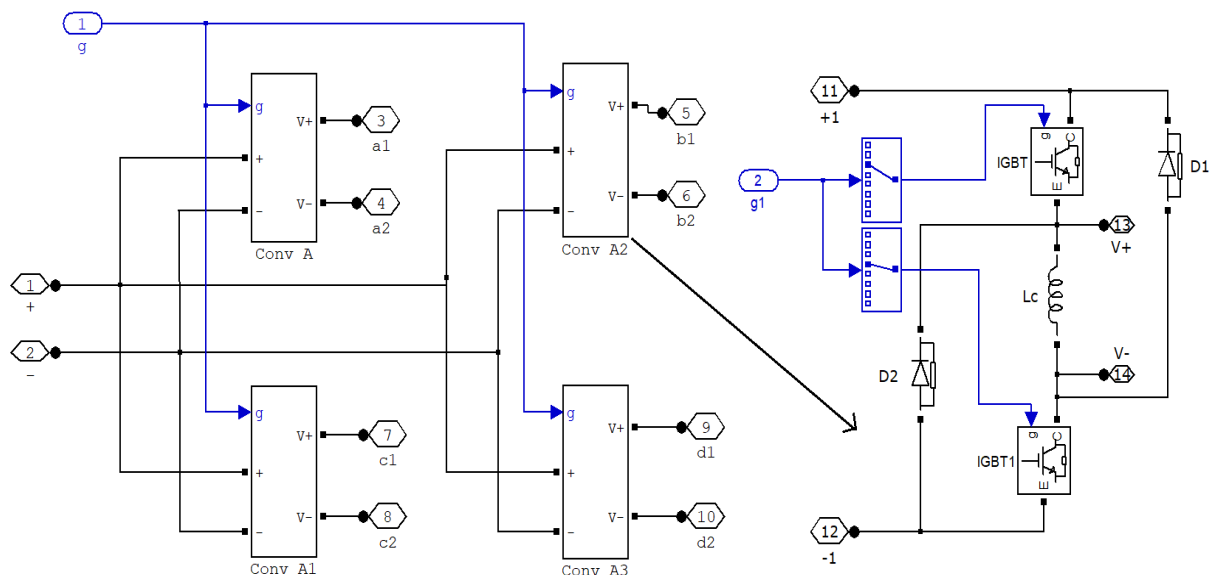 1
g
g
V+
3
a1
+
V-
4
a2
-
Conv A
g
V+
5
b1
+
V-
6
b2
-
Conv A2
1
+
2
-
g
V+
7
c1
+
V-
8
c2
-
Conv A1
g
V+
9
d1
+
V-
10
d2
-
Conv A3
11
+1
g
C
IGBT
E
D1
2
g1
13
V+
Lc
V-
14
D2
g
C
IGBT1
E
12
-1